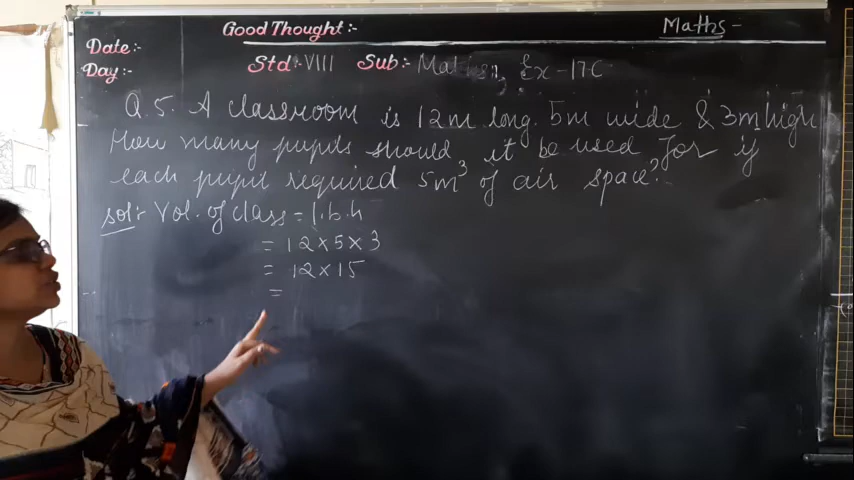 Good Thought:-
Maths-
Date:-
Day:-
Std:-VIII Sub:- Maths, Ex-17C
Q.5. A classroom is 12m long. 5m wide & 3m high
How many pupils should it be used for if
each pupil required 5m³ of air space?
sol:- Vol. of class = l.b.h
= 12×5×3
= 12×15
=